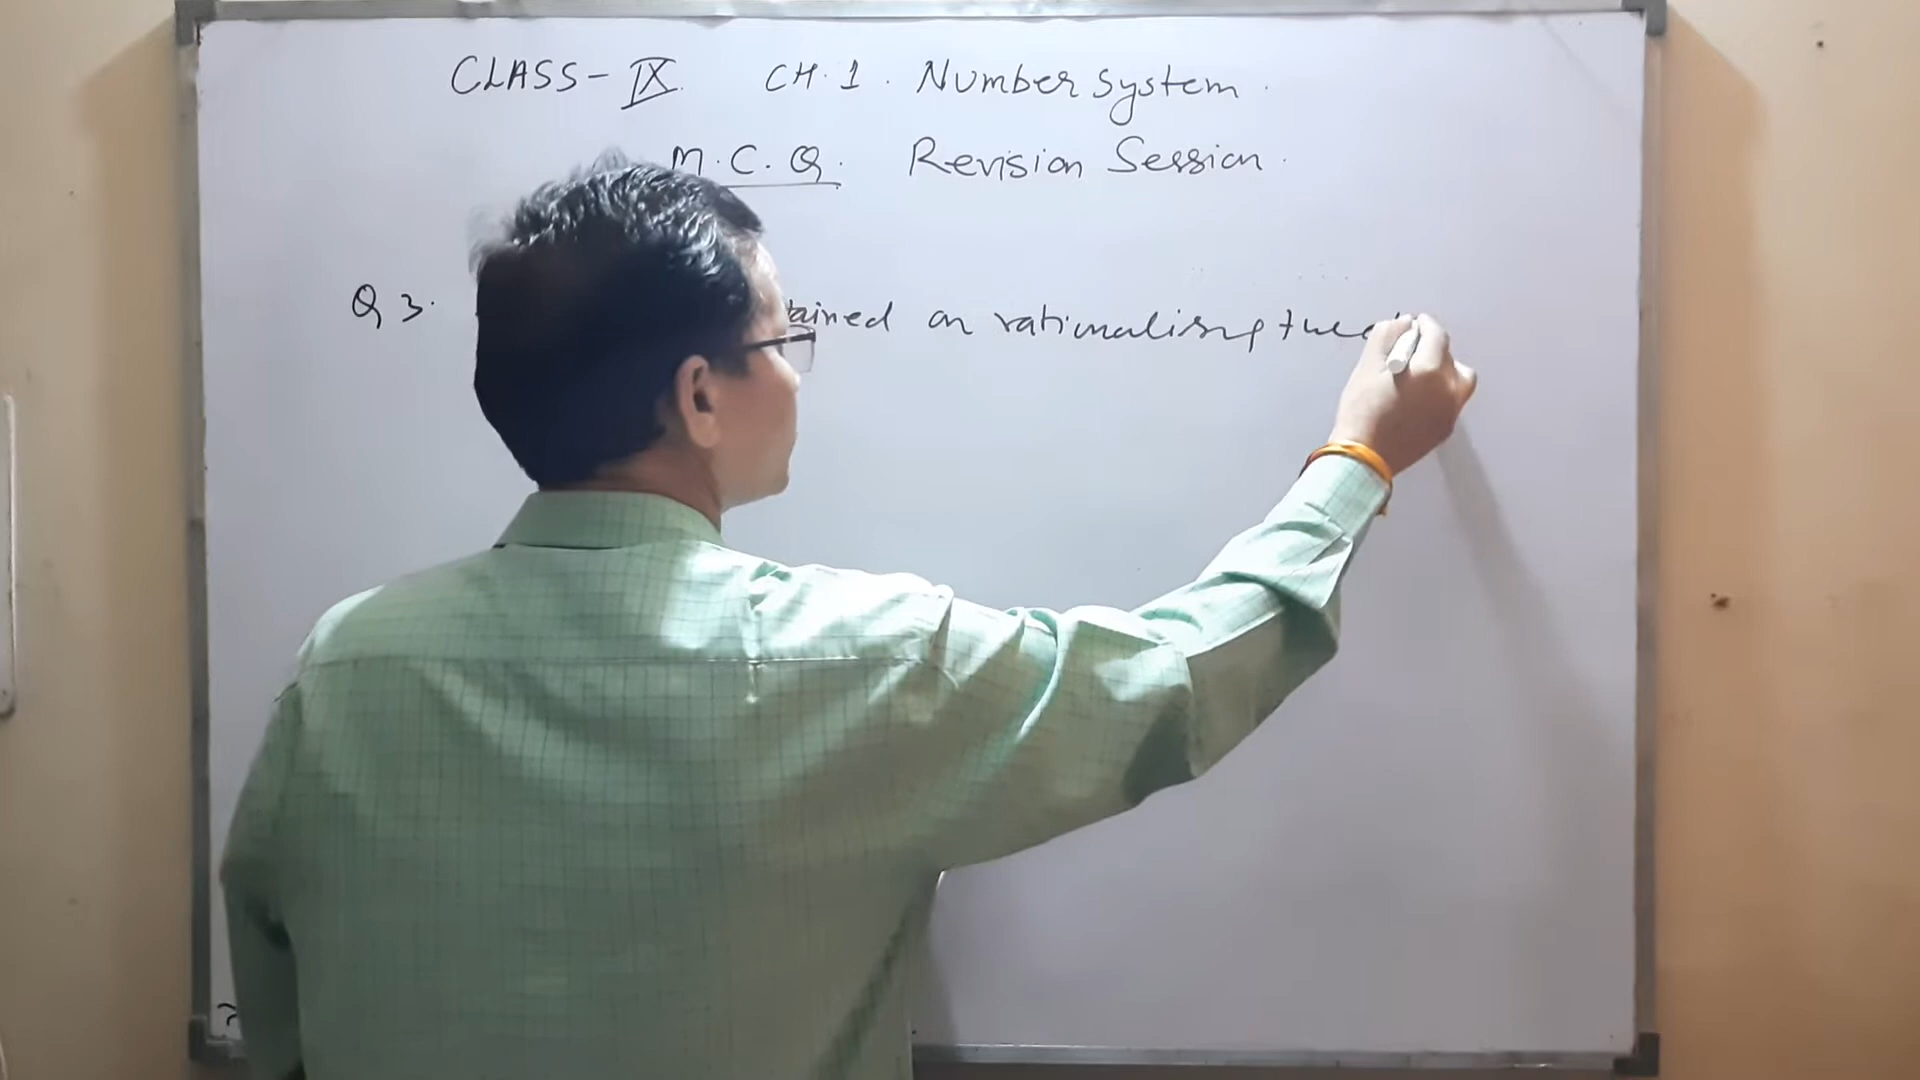 CLASS-IX. CH.1. Number System.
M.C.Q. Revision Session.
Q 3. tained on rationalising the